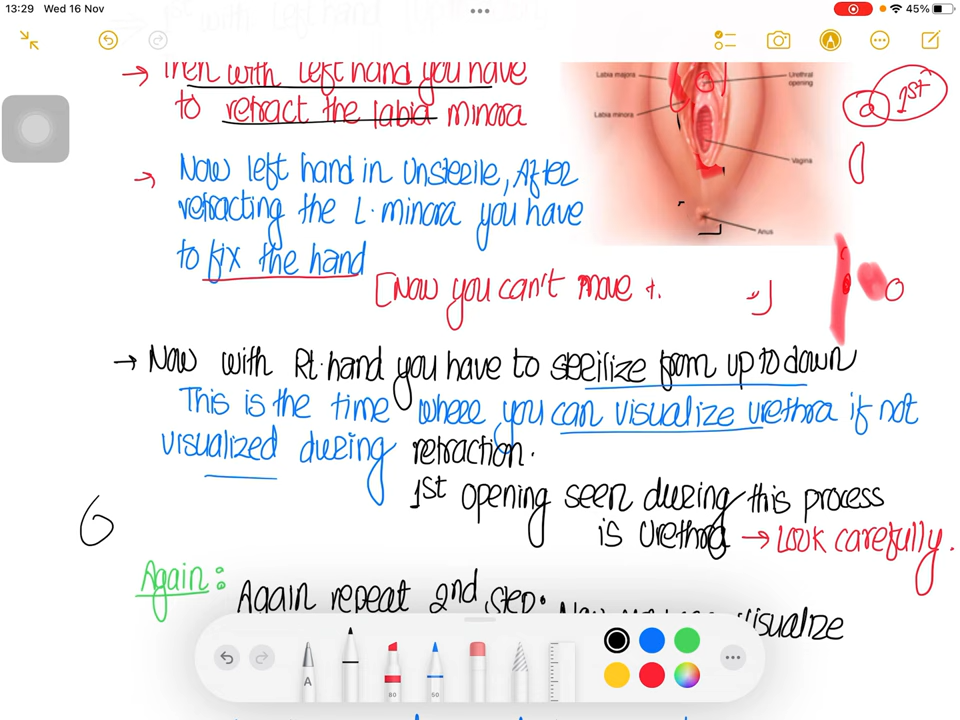 13:29 Wed 16 Nov
45%
→ Then with left hand you have
to retract the labia minora
Labia majora
Labia minora
Urethral
opening
Vagina
Anus
1st
→ Now left hand in unsterile, After
retracting the L. minora you have
to fix the hand
[Now you can't move
→ Now with Rt. hand you have to sterilize from up to down
This is the time where you can visualize urethra if not
visualized during retraction.
1st opening seen during this process
is urethra → Look carefully.
6
Again:
Again repeat 2nd step:
visualize
A
80
50